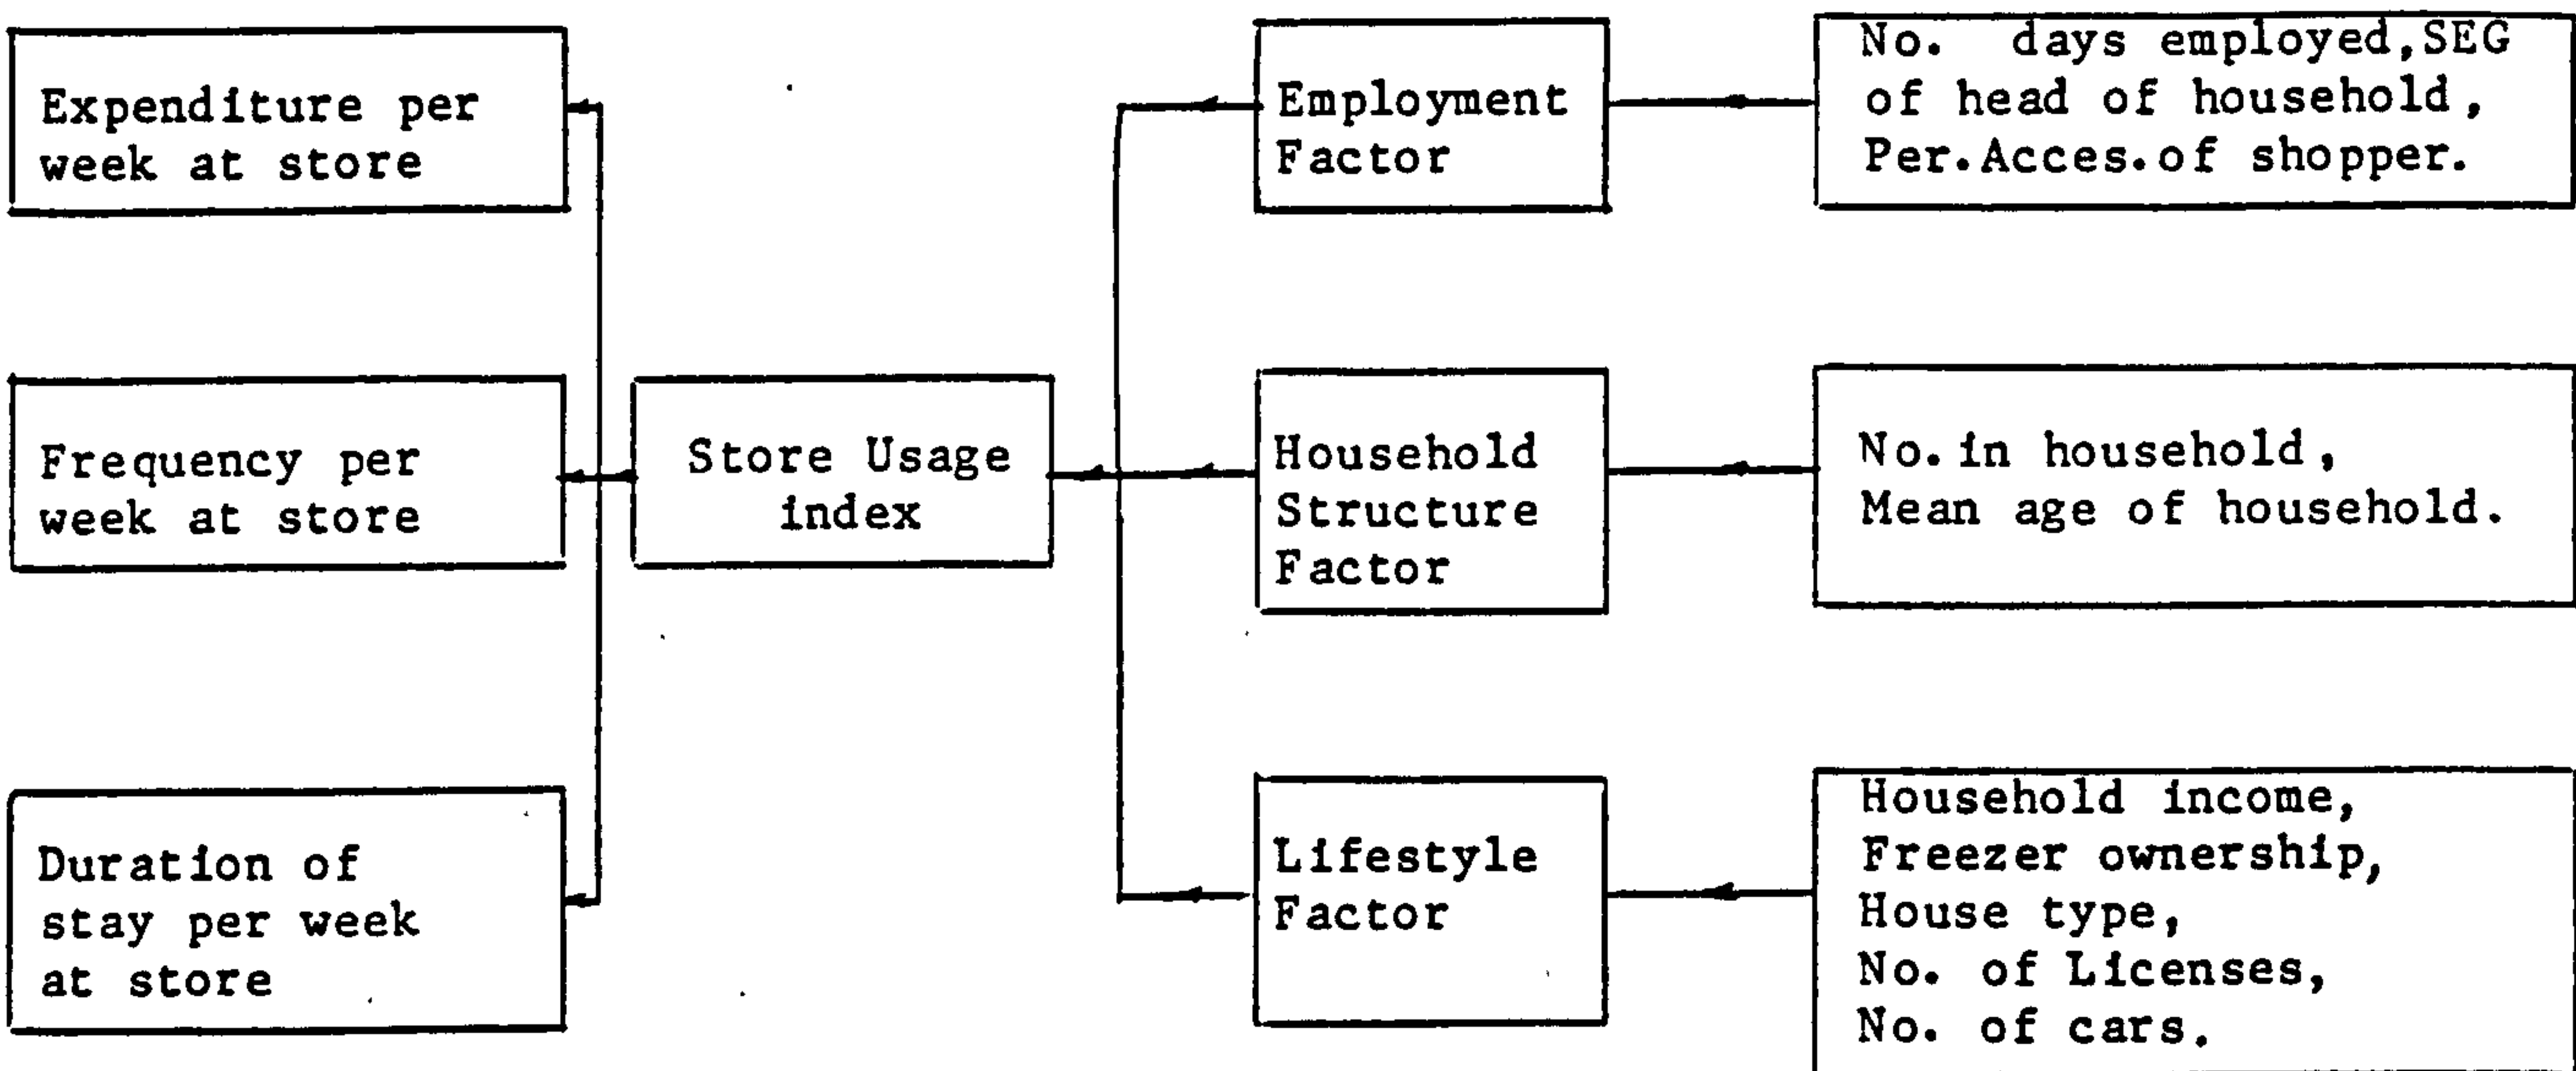 Expenditure per
week at store
Frequency per
week at store
Duration of
stay per week
at store
Store Usage
index
Employment
Factor
Household
Structure
Factor
Lifestyle
Factor
No. days employed,SEG
of head of household,
Per.Acces.of shopper.
No.in household,
Mean age of household.
Household income,
Freezer ownership,
House type,
No. of Licenses,
No. of cars.